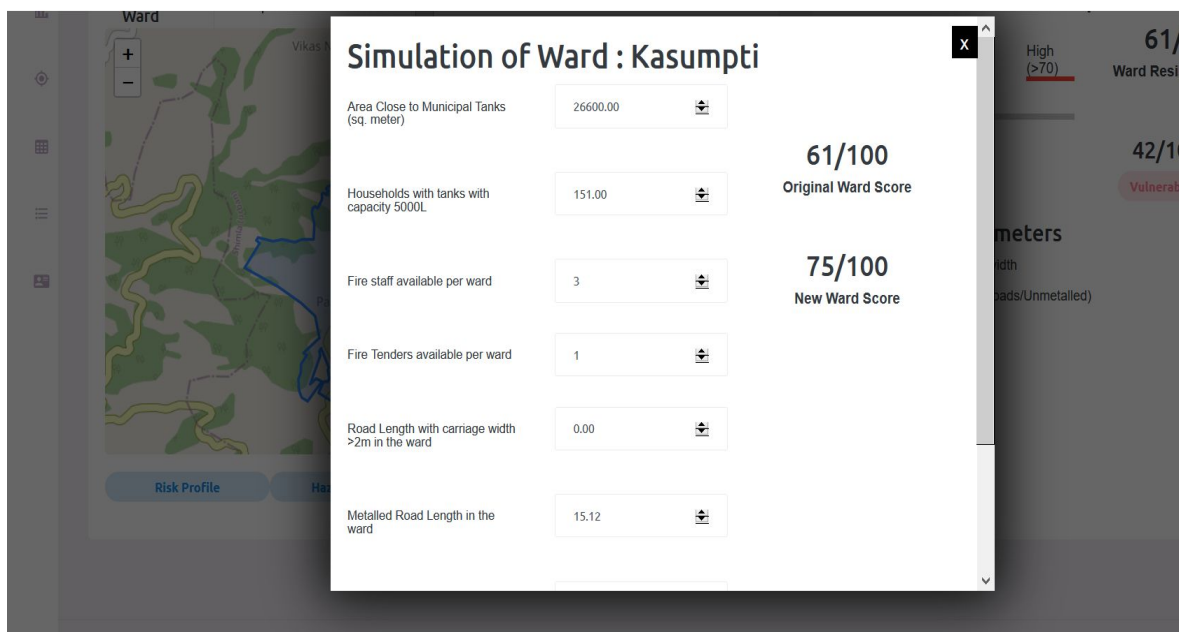 Ward
Vikas N
+
−
Simulation of Ward : Kasumpti
X
Area Close to Municipal Tanks
(sq. meter)
26600.00
Households with tanks with
capacity 5000L
151.00
Fire staff available per ward
3
Fire Tenders available per ward
1
Road Length with carriage width
>2m in the ward
0.00
Metalled Road Length in the
ward
15.12
61/100
Original Ward Score
75/100
New Ward Score
High
(>70)
61/
Ward Resi
42/10
Vulnerab
meters
idth
oads/Unmetalled)
Risk Profile
Haz